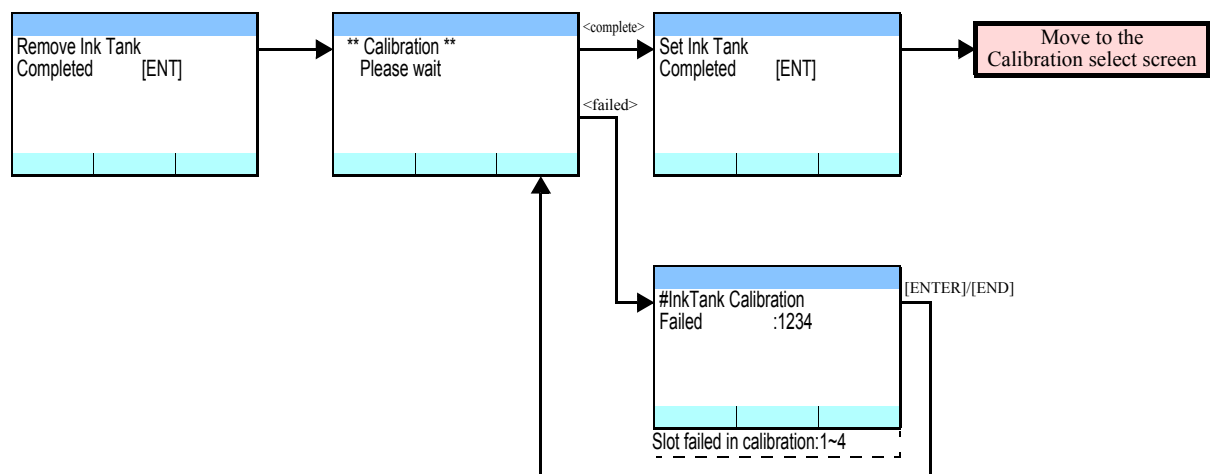 Remove Ink Tank
Completed [ENT]
** Calibration **
Please wait
<complete>
<failed>
Set Ink Tank
Completed [ENT]
Move to the
Calibration select screen
#InkTank Calibration
Failed :1234
[ENTER]/[END]
Slot failed in calibration:1~4